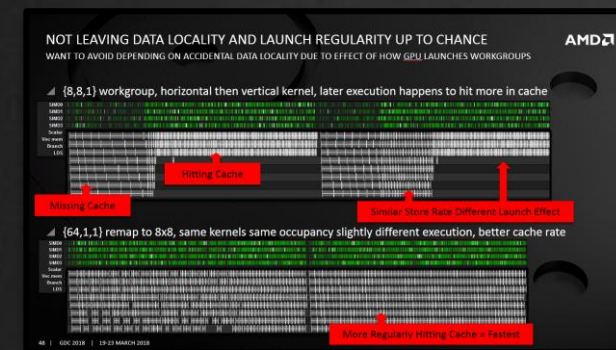 NOT LEAVING DATA LOCALITY AND LAUNCH REGULARITY UP TO CHANCE
AMD
WANT TO AVOID DEPENDING ON ACCIDENTAL DATA LOCALITY DUE TO EFFECT OF HOW GPU LAUNCHES WORKGROUPS
{8,8,1} workgroup, horizontal then vertical kernel, later execution happens to hit more in cache
SIMD0
SIMD1
SIMD2
SIMD3
Scalar
Vec mem
Branch
LDS
Hitting Cache
Missing Cache
Similar Store Rate Different Launch Effect
{64,1,1} remap to 8x8, same kernels same occupancy slightly different execution, better cache rate
SIMD0
SIMD1
SIMD2
SIMD3
Scalar
Vec mem
Branch
LDS
More Regularly Hitting Cache = Fastest
48 | GDC 2018 | 19-23 MARCH 2018